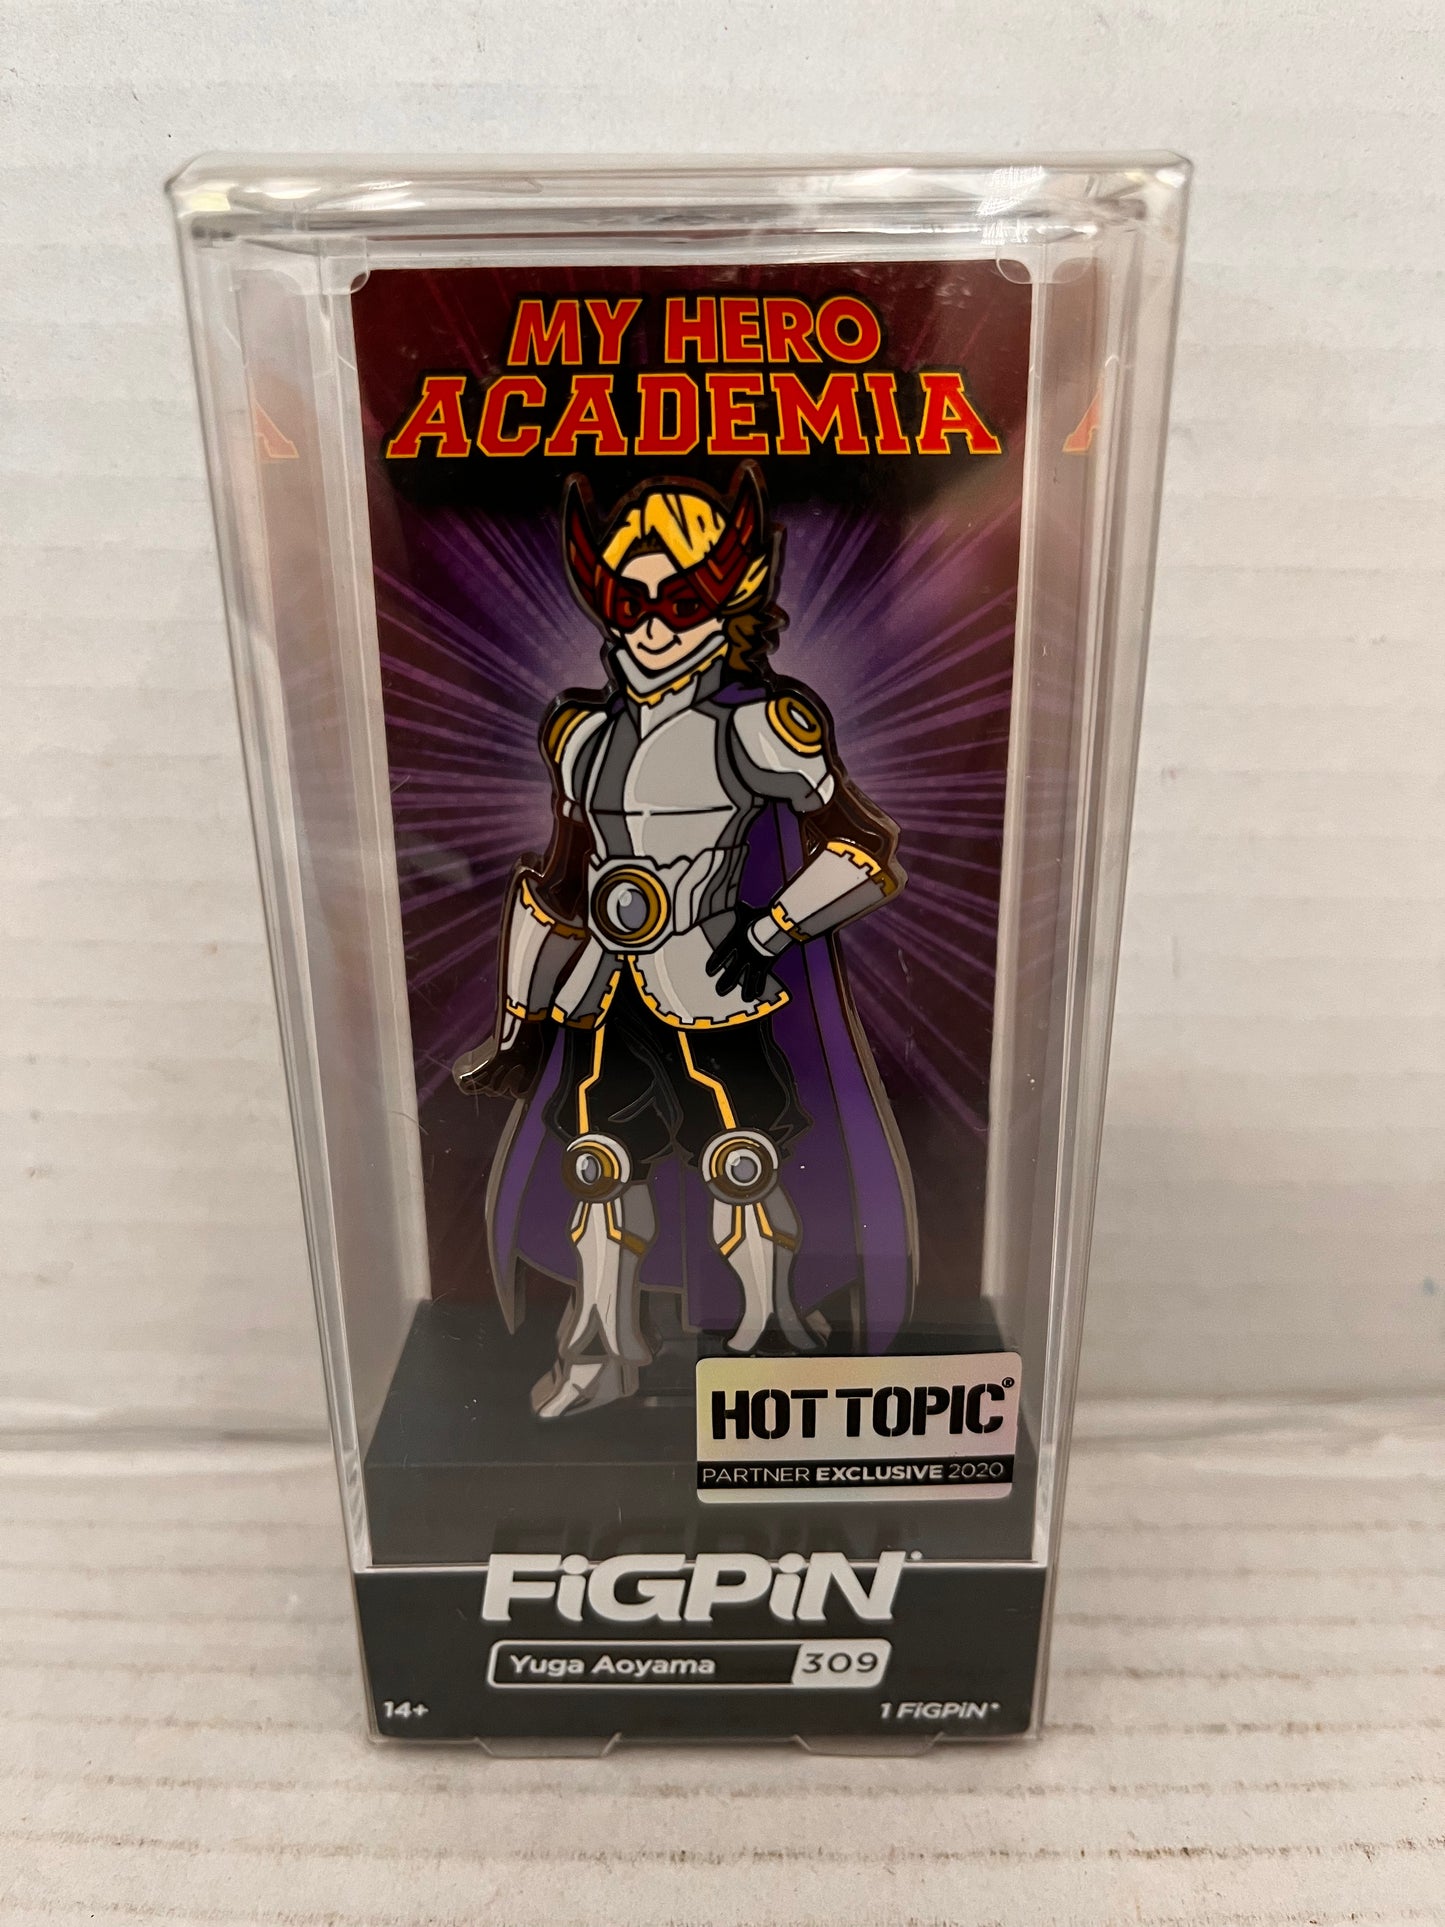 MY HERO
ACADEMIA
HOT TOPIC®
PARTNER EXCLUSIVE 2020
FiGPiN
Yuga Aoyama 309
14+ 1 FiGPiN